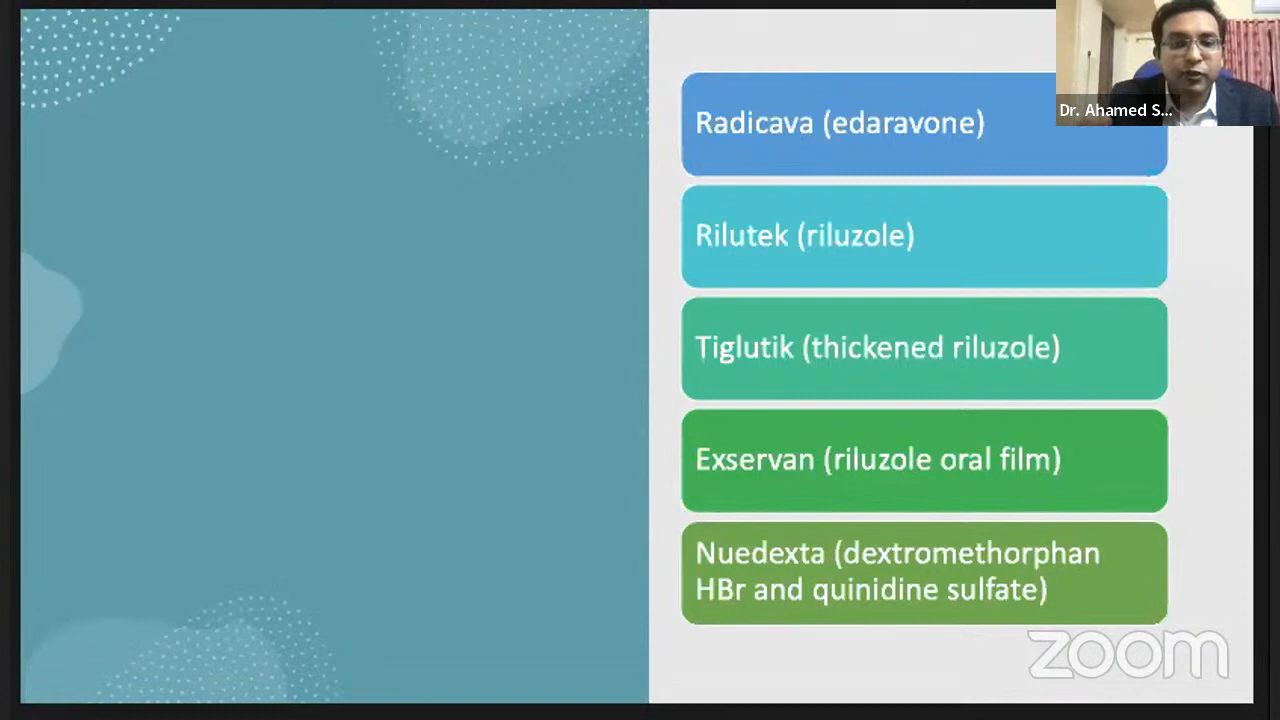 Radicava (edaravone)
Dr. Ahamed S...
Rilutek (riluzole)
Tiglutik (thickened riluzole)
Exservan (riluzole oral film)
Nuedexta (dextromethorphan
HBr and quinidine sulfate)
zoom